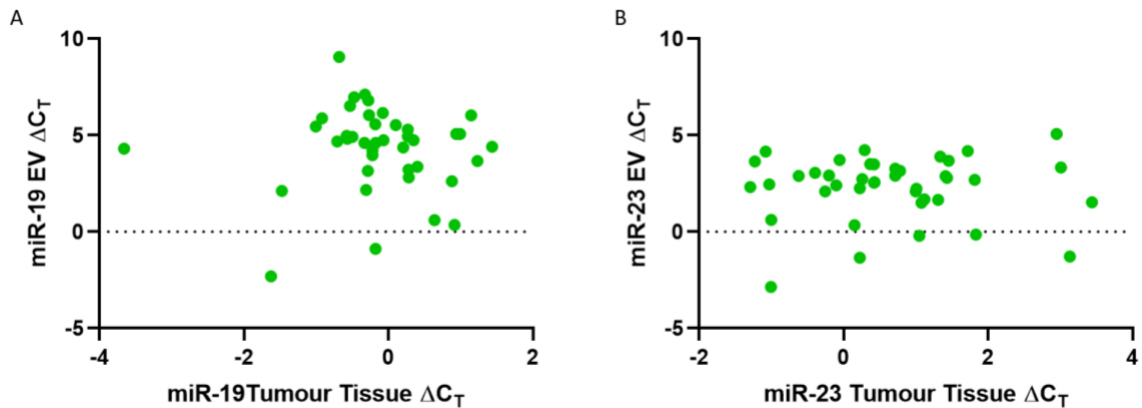 A
10
5
0
-5
-4
-2
0
2
miR-19 EV ΔCT
miR-19Tumour Tissue ΔCT
B
10
5
0
-5
-2
0
2
4
miR-23 EV ΔCT
miR-23 Tumour Tissue ΔCT